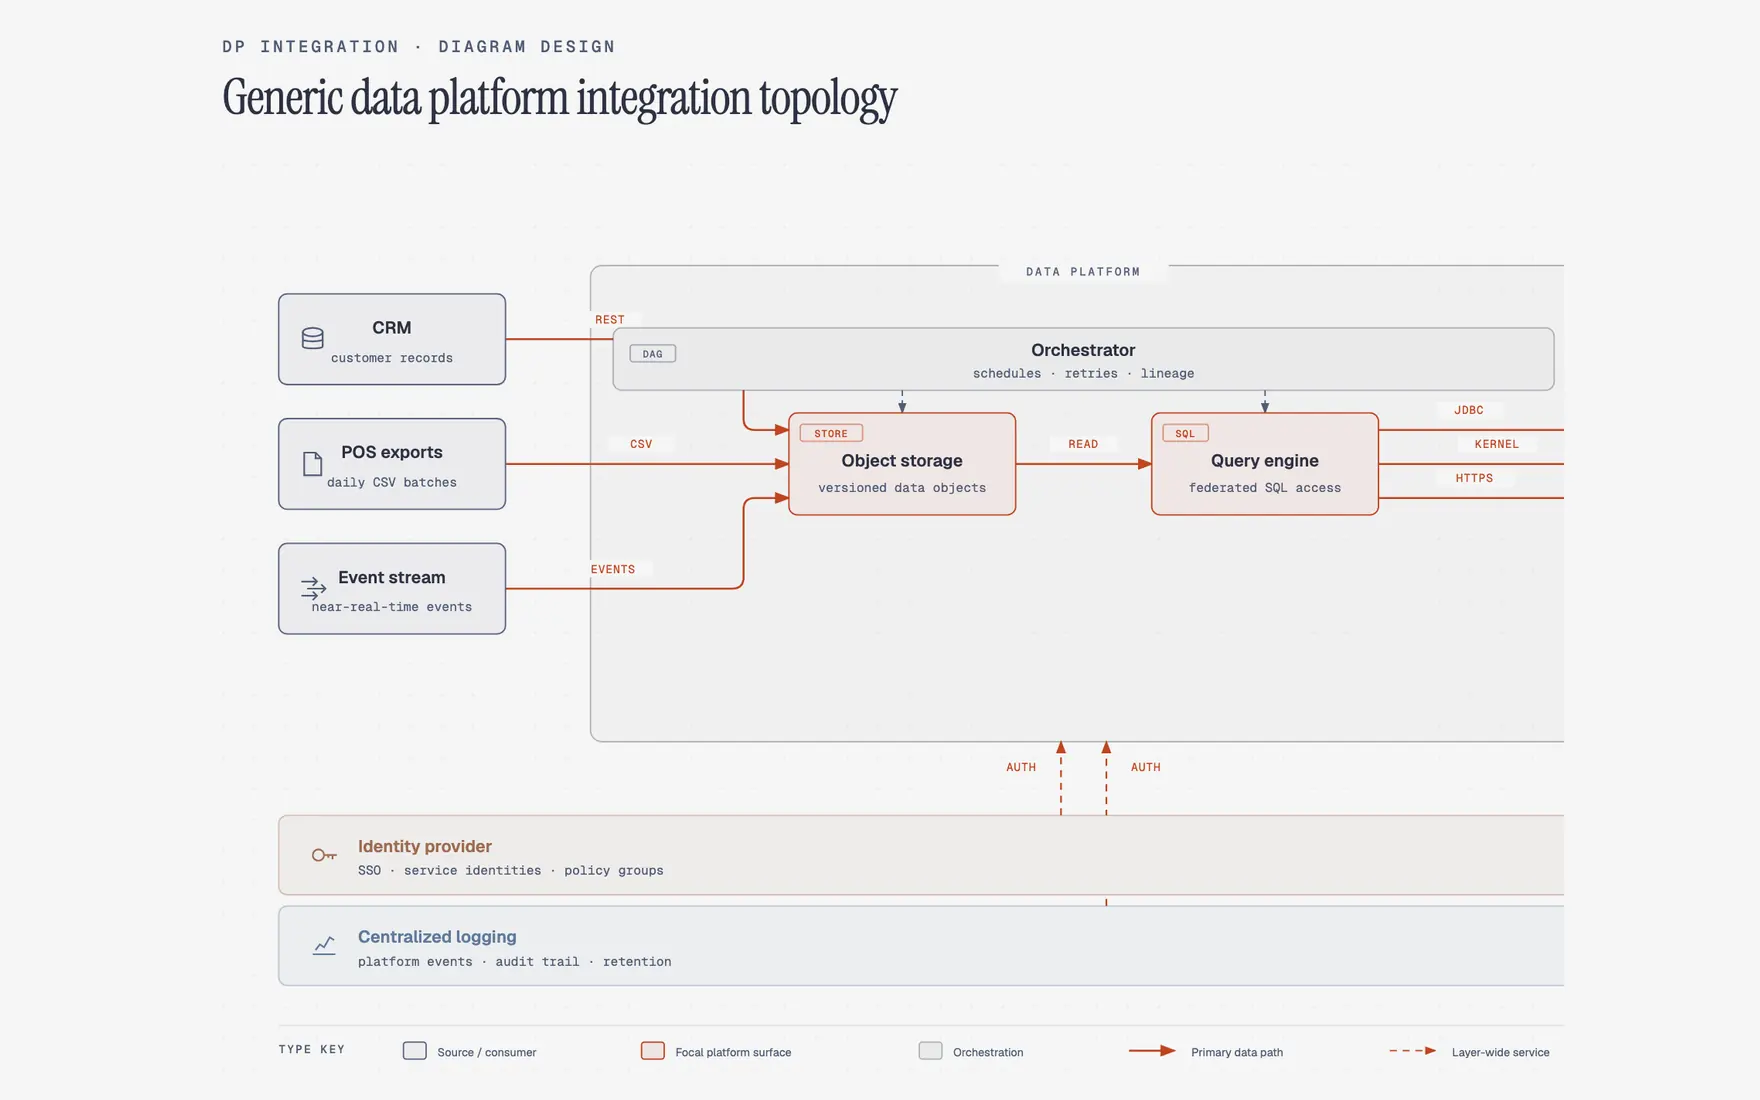 DP INTEGRATION · DIAGRAM DESIGN
Generic data platform integration topology
DATA PLATFORM
CRM
customer records
REST
DAG
Orchestrator
schedules · retries · lineage
POS exports
daily CSV batches
CSV
STORE
Object storage
versioned data objects
READ
SQL
Query engine
federated SQL access
JDBC
KERNEL
HTTPS
Event stream
near-real-time events
EVENTS
AUTH
AUTH
Identity provider
SSO · service identities · policy groups
Centralized logging
platform events · audit trail · retention
TYPE KEY
Source / consumer
Focal platform surface
Orchestration
Primary data path
Layer-wide service